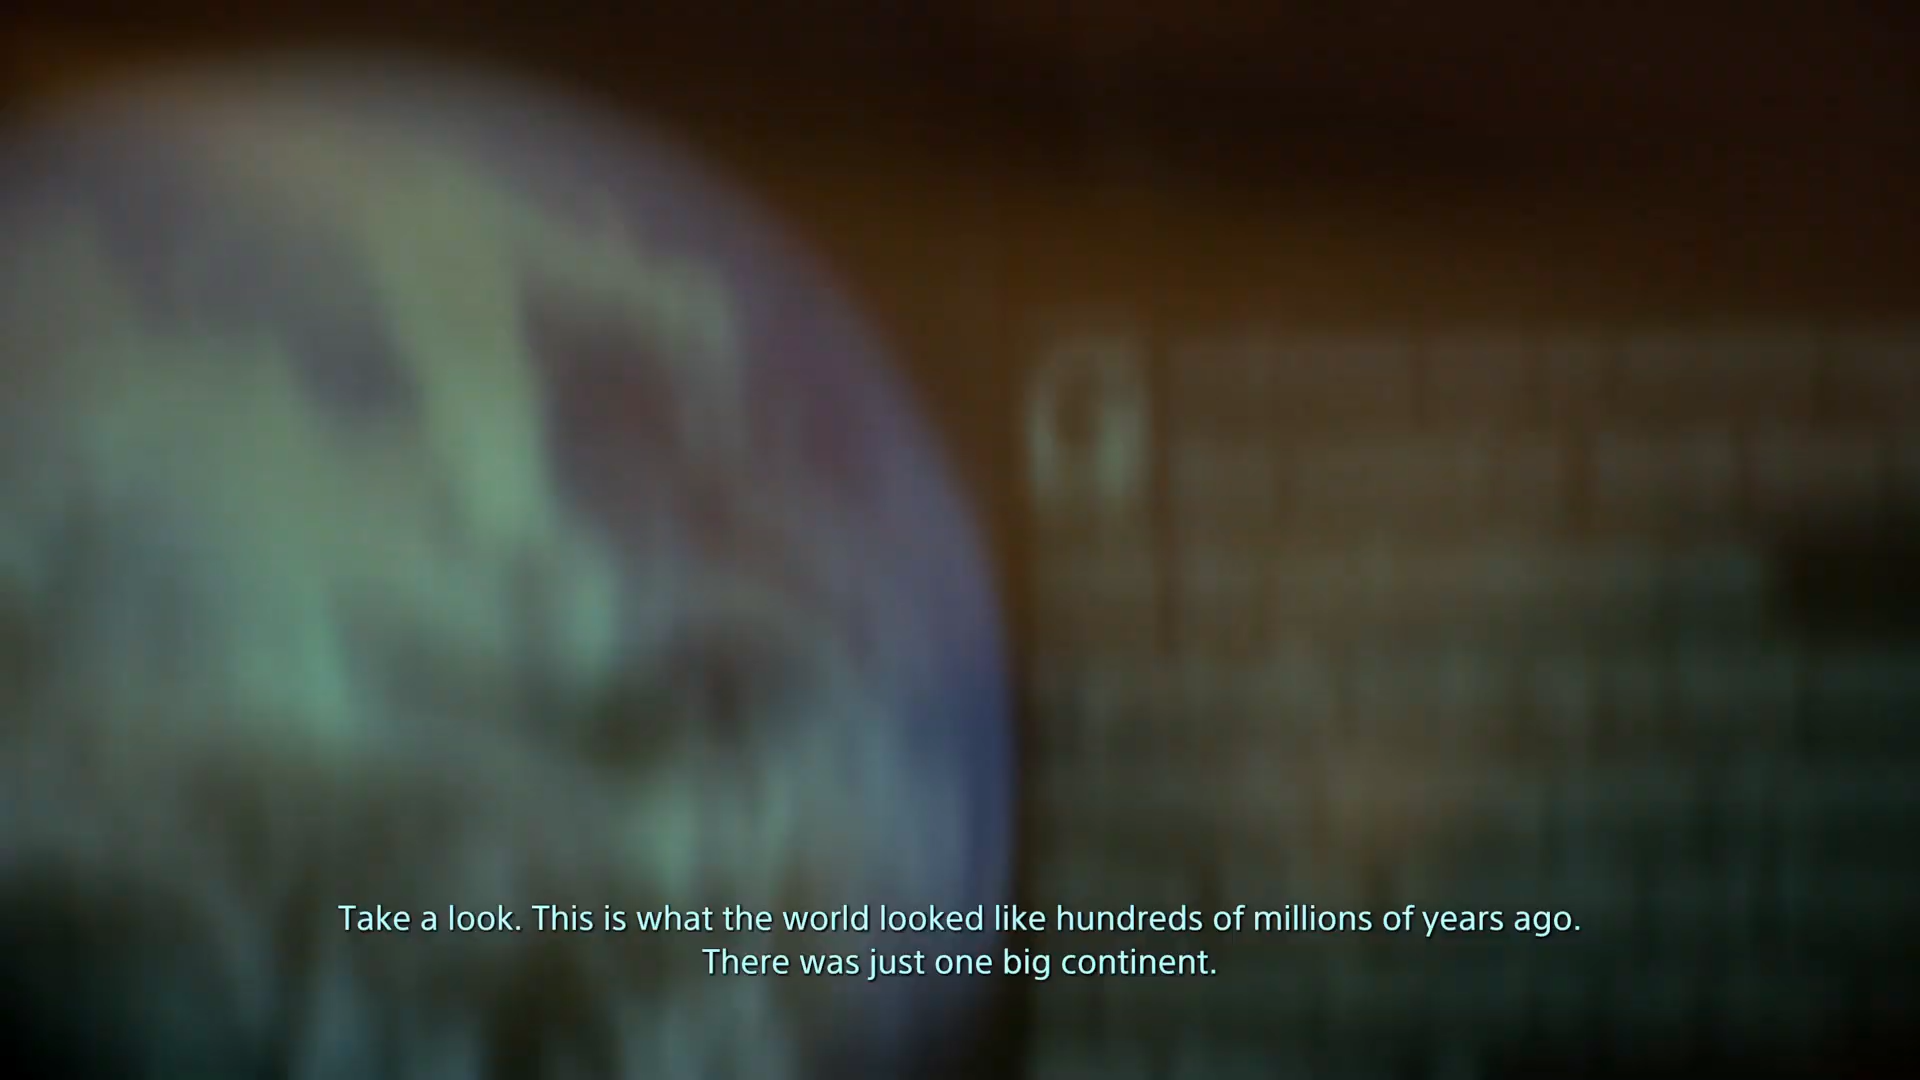 Take a look. This is what the world looked like hundreds of millions of years ago.
There was just one big continent.